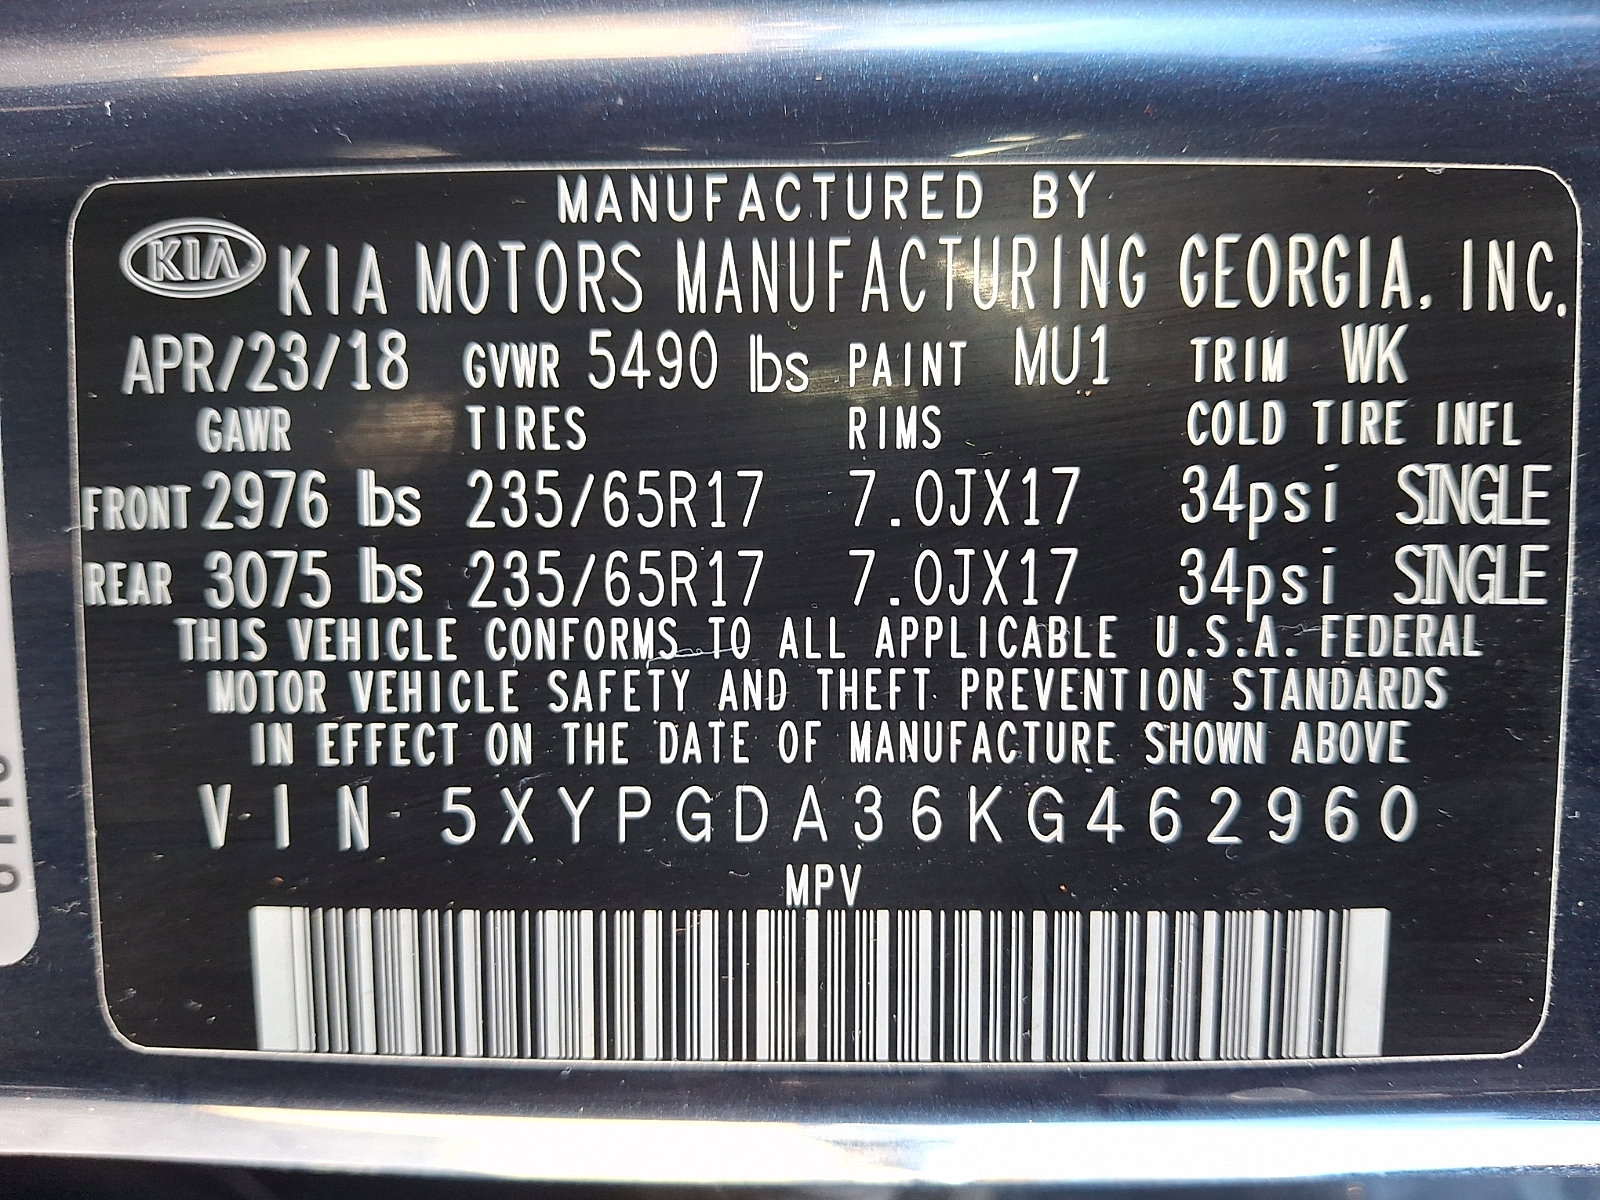 MANUFACTURED BY
KIA KIA MOTORS MANUFACTURING GEORGIA, INC.
APR/23/18 GVWR 5490 lbs PAINT MU1 TRIM WK
GAWR TIRES RIMS COLD TIRE INFL
FRONT 2976 lbs 235/65R17 7.0JX17 34psi SINGLE
REAR 3075 lbs 235/65R17 7.0JX17 34psi SINGLE
THIS VEHICLE CONFORMS TO ALL APPLICABLE U.S.A. FEDERAL
MOTOR VEHICLE SAFETY AND THEFT PREVENTION STANDARDS
IN EFFECT ON THE DATE OF MANUFACTURE SHOWN ABOVE
VIN 5XYPGDA36KG462960
MPV